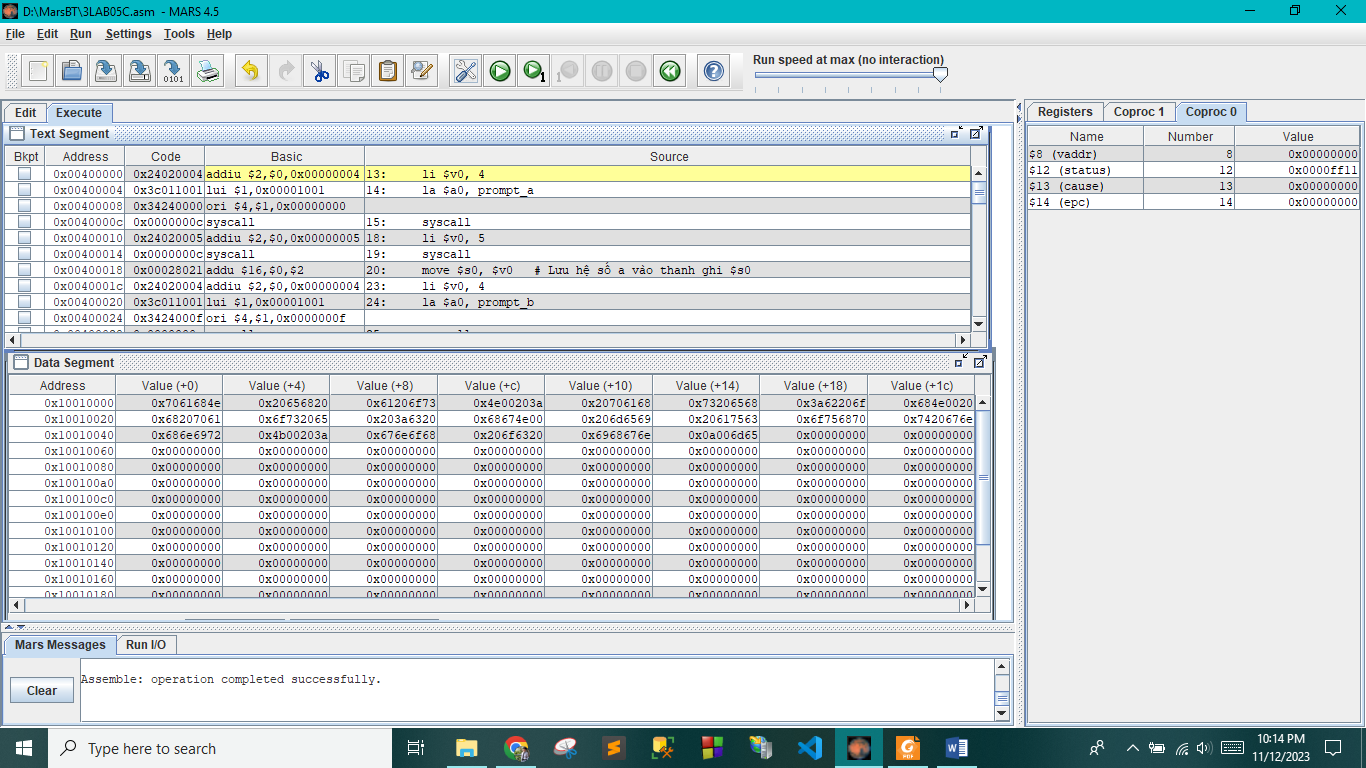 D:\MarsBT\3LAB05C.asm - MARS 4.5
File Edit Run Settings Tools Help
Run speed at max (no interaction)
Edit Execute
Registers Coproc 1 Coproc 0
Text Segment
Name Number Value
$8 (vaddr) 8 0x00000000
$12 (status) 12 0x0000ff11
$13 (cause) 13 0x00000000
$14 (epc) 14 0x00000000
Bkpt Address Code Basic Source
0x00400000 0x24020004 addiu $2,$0,0x00000004 13: li $v0, 4
0x00400004 0x3c011001 lui $1,0x00001001 14: la $a0, prompt_a
0x00400008 0x34240000 ori $4,$1,0x00000000
0x0040000c 0x0000000c syscall 15: syscall
0x00400010 0x24020005 addiu $2,$0,0x00000005 18: li $v0, 5
0x00400014 0x0000000c syscall 19: syscall
0x00400018 0x00028021 addu $16,$0,$2 20: move $s0, $v0 # Lưu hệ số a vào thanh ghi $s0
0x0040001c 0x24020004 addiu $2,$0,0x00000004 23: li $v0, 4
0x00400020 0x3c011001 lui $1,0x00001001 24: la $a0, prompt_b
0x00400024 0x3424000f ori $4,$1,0x0000000f
Data Segment
Address Value (+0) Value (+4) Value (+8) Value (+c) Value (+10) Value (+14) Value (+18) Value (+1c)
0x10010000 0x7061684e 0x20656820 0x61206f73 0x4e00203a 0x20706168 0x73206568 0x3a62206f 0x684e0020
0x10010020 0x68207061 0x6f732065 0x203a6320 0x68674e00 0x206d6569 0x20617563 0x6f756870 0x7420676e
0x10010040 0x686e6972 0x4b00203a 0x676e6f68 0x206f6320 0x6968676e 0x0a006d65 0x00000000 0x00000000
0x10010060 0x00000000 0x00000000 0x00000000 0x00000000 0x00000000 0x00000000 0x00000000 0x00000000
0x10010080 0x00000000 0x00000000 0x00000000 0x00000000 0x00000000 0x00000000 0x00000000 0x00000000
0x100100a0 0x00000000 0x00000000 0x00000000 0x00000000 0x00000000 0x00000000 0x00000000 0x00000000
0x100100c0 0x00000000 0x00000000 0x00000000 0x00000000 0x00000000 0x00000000 0x00000000 0x00000000
0x100100e0 0x00000000 0x00000000 0x00000000 0x00000000 0x00000000 0x00000000 0x00000000 0x00000000
0x10010100 0x00000000 0x00000000 0x00000000 0x00000000 0x00000000 0x00000000 0x00000000 0x00000000
0x10010120 0x00000000 0x00000000 0x00000000 0x00000000 0x00000000 0x00000000 0x00000000 0x00000000
0x10010140 0x00000000 0x00000000 0x00000000 0x00000000 0x00000000 0x00000000 0x00000000 0x00000000
0x10010160 0x00000000 0x00000000 0x00000000 0x00000000 0x00000000 0x00000000 0x00000000 0x00000000
0x10010180 0x00000000 0x00000000 0x00000000 0x00000000 0x00000000 0x00000000 0x00000000 0x00000000
Mars Messages Run I/O
Assemble: operation completed successfully.
Clear
Type here to search
10:14 PM
11/12/2023